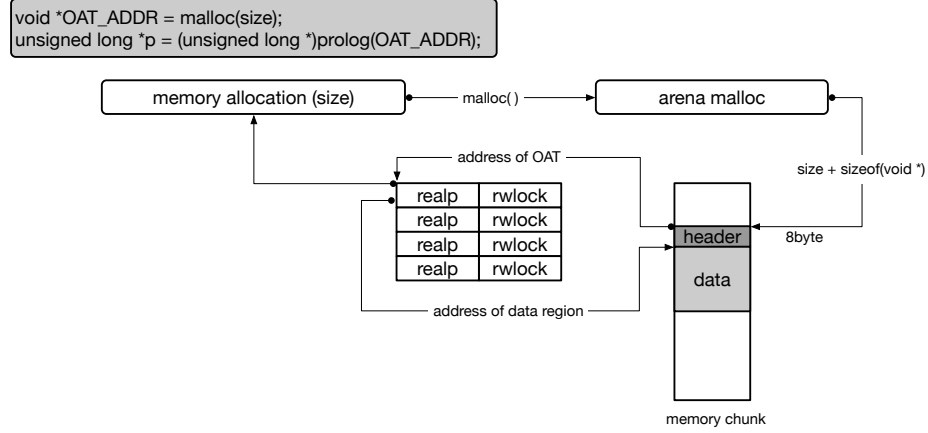 void *OAT_ADDR = malloc(size);
unsigned long *p = (unsigned long *)prolog(OAT_ADDR);
memory allocation (size)
malloc( )
arena malloc
address of OAT
size + sizeof(void *)
realp rwlock
realp rwlock
realp rwlock
realp rwlock
header
8byte
data
address of data region
memory chunk